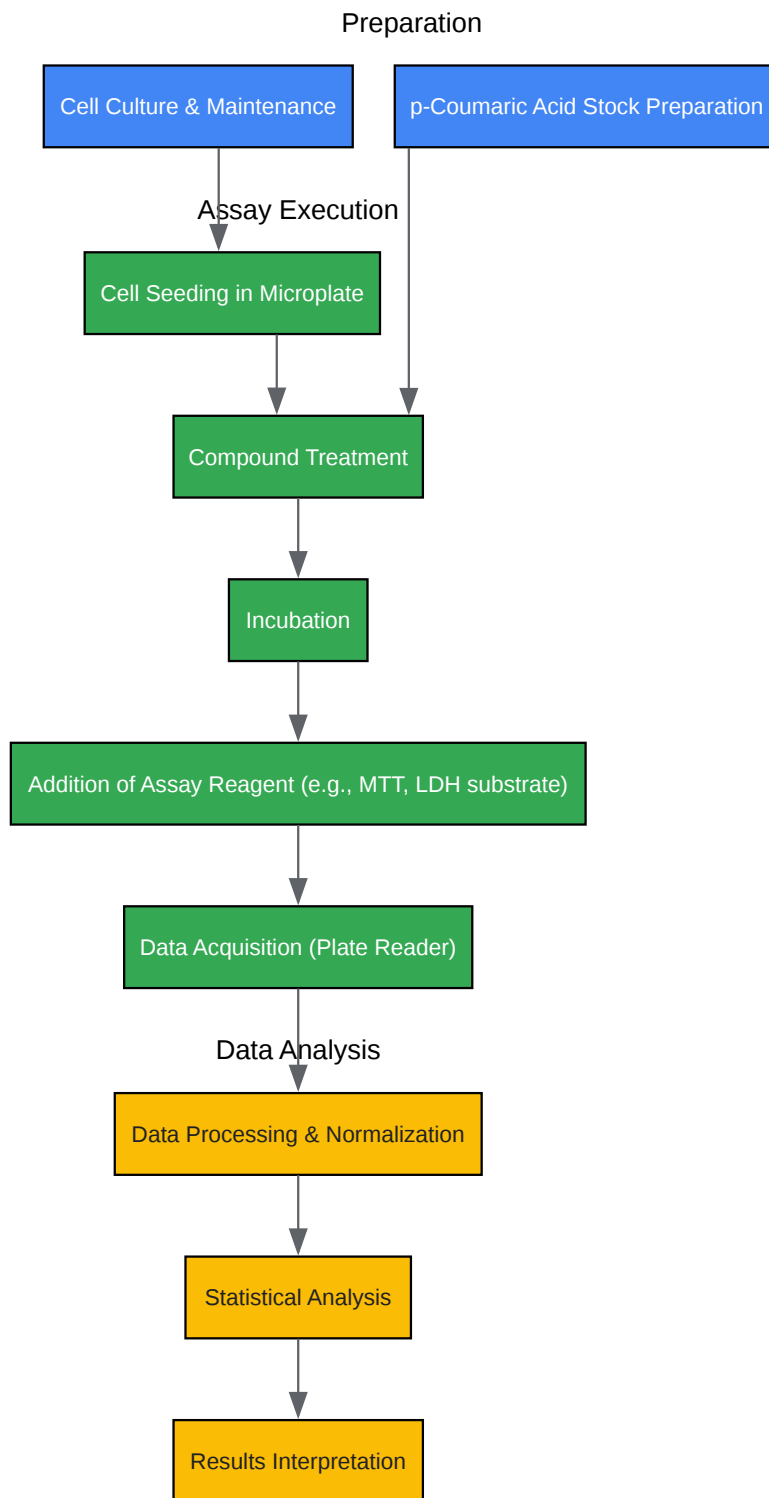 Preparation
Cell Culture & Maintenance
p-Coumaric Acid Stock Preparation
Assay Execution
Cell Seeding in Microplate
Compound Treatment
Incubation
Addition of Assay Reagent (e.g., MTT, LDH substrate)
Data Acquisition (Plate Reader)
Data Analysis
Data Processing & Normalization
Statistical Analysis
Results Interpretation